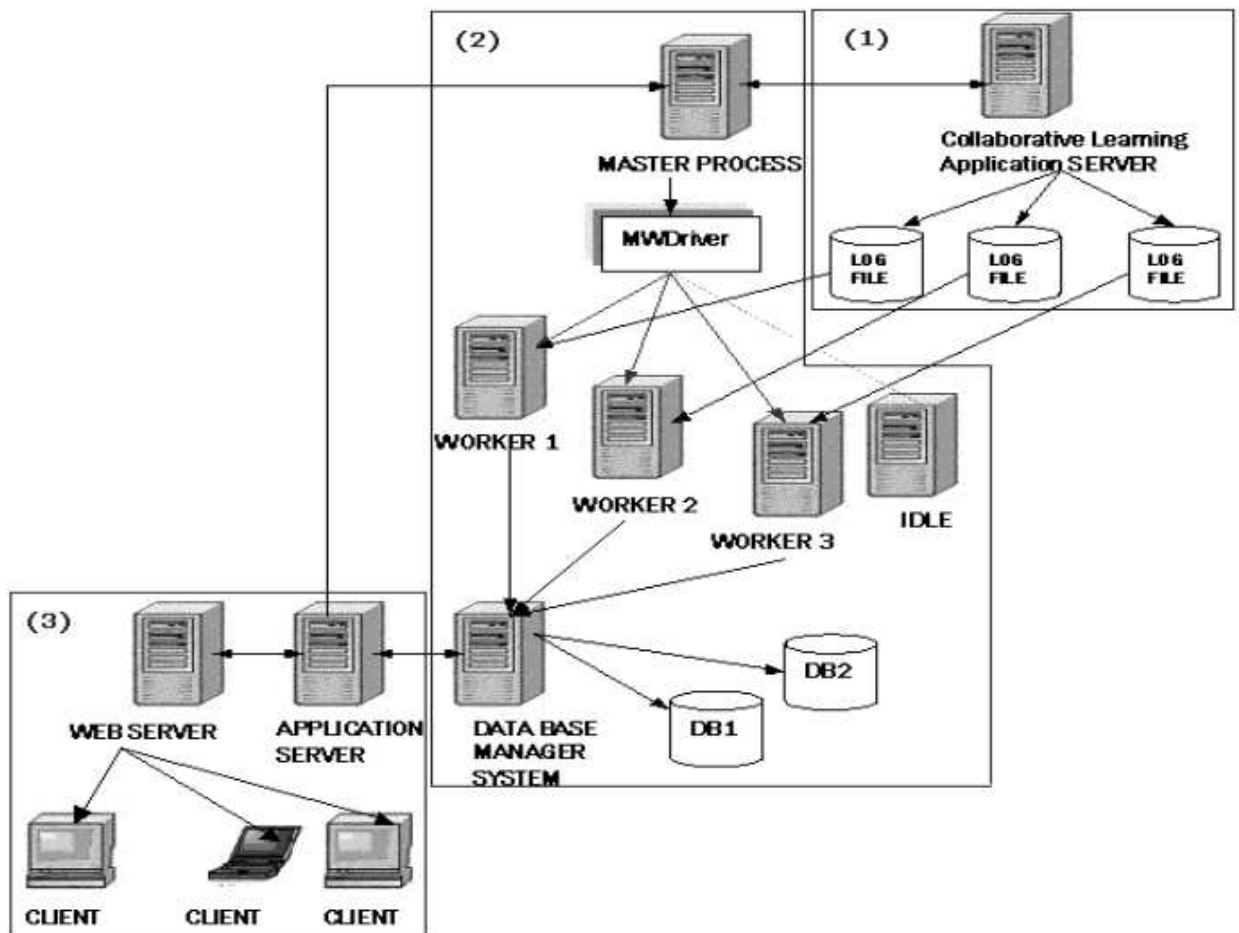 (2)
(1)
MASTER PROCESS
Collaborative Learning
Application SERVER
MWDriver
LOG
FILE
LOG
FILE
LOG
FILE
WORKER 1
WORKER 2
WORKER 3
IDLE
(3)
WEB SERVER
APPLICATION
SERVER
DATA BASE
MANAGER
SYSTEM
DB1
DB2
CLIENT
CLIENT
CLIENT